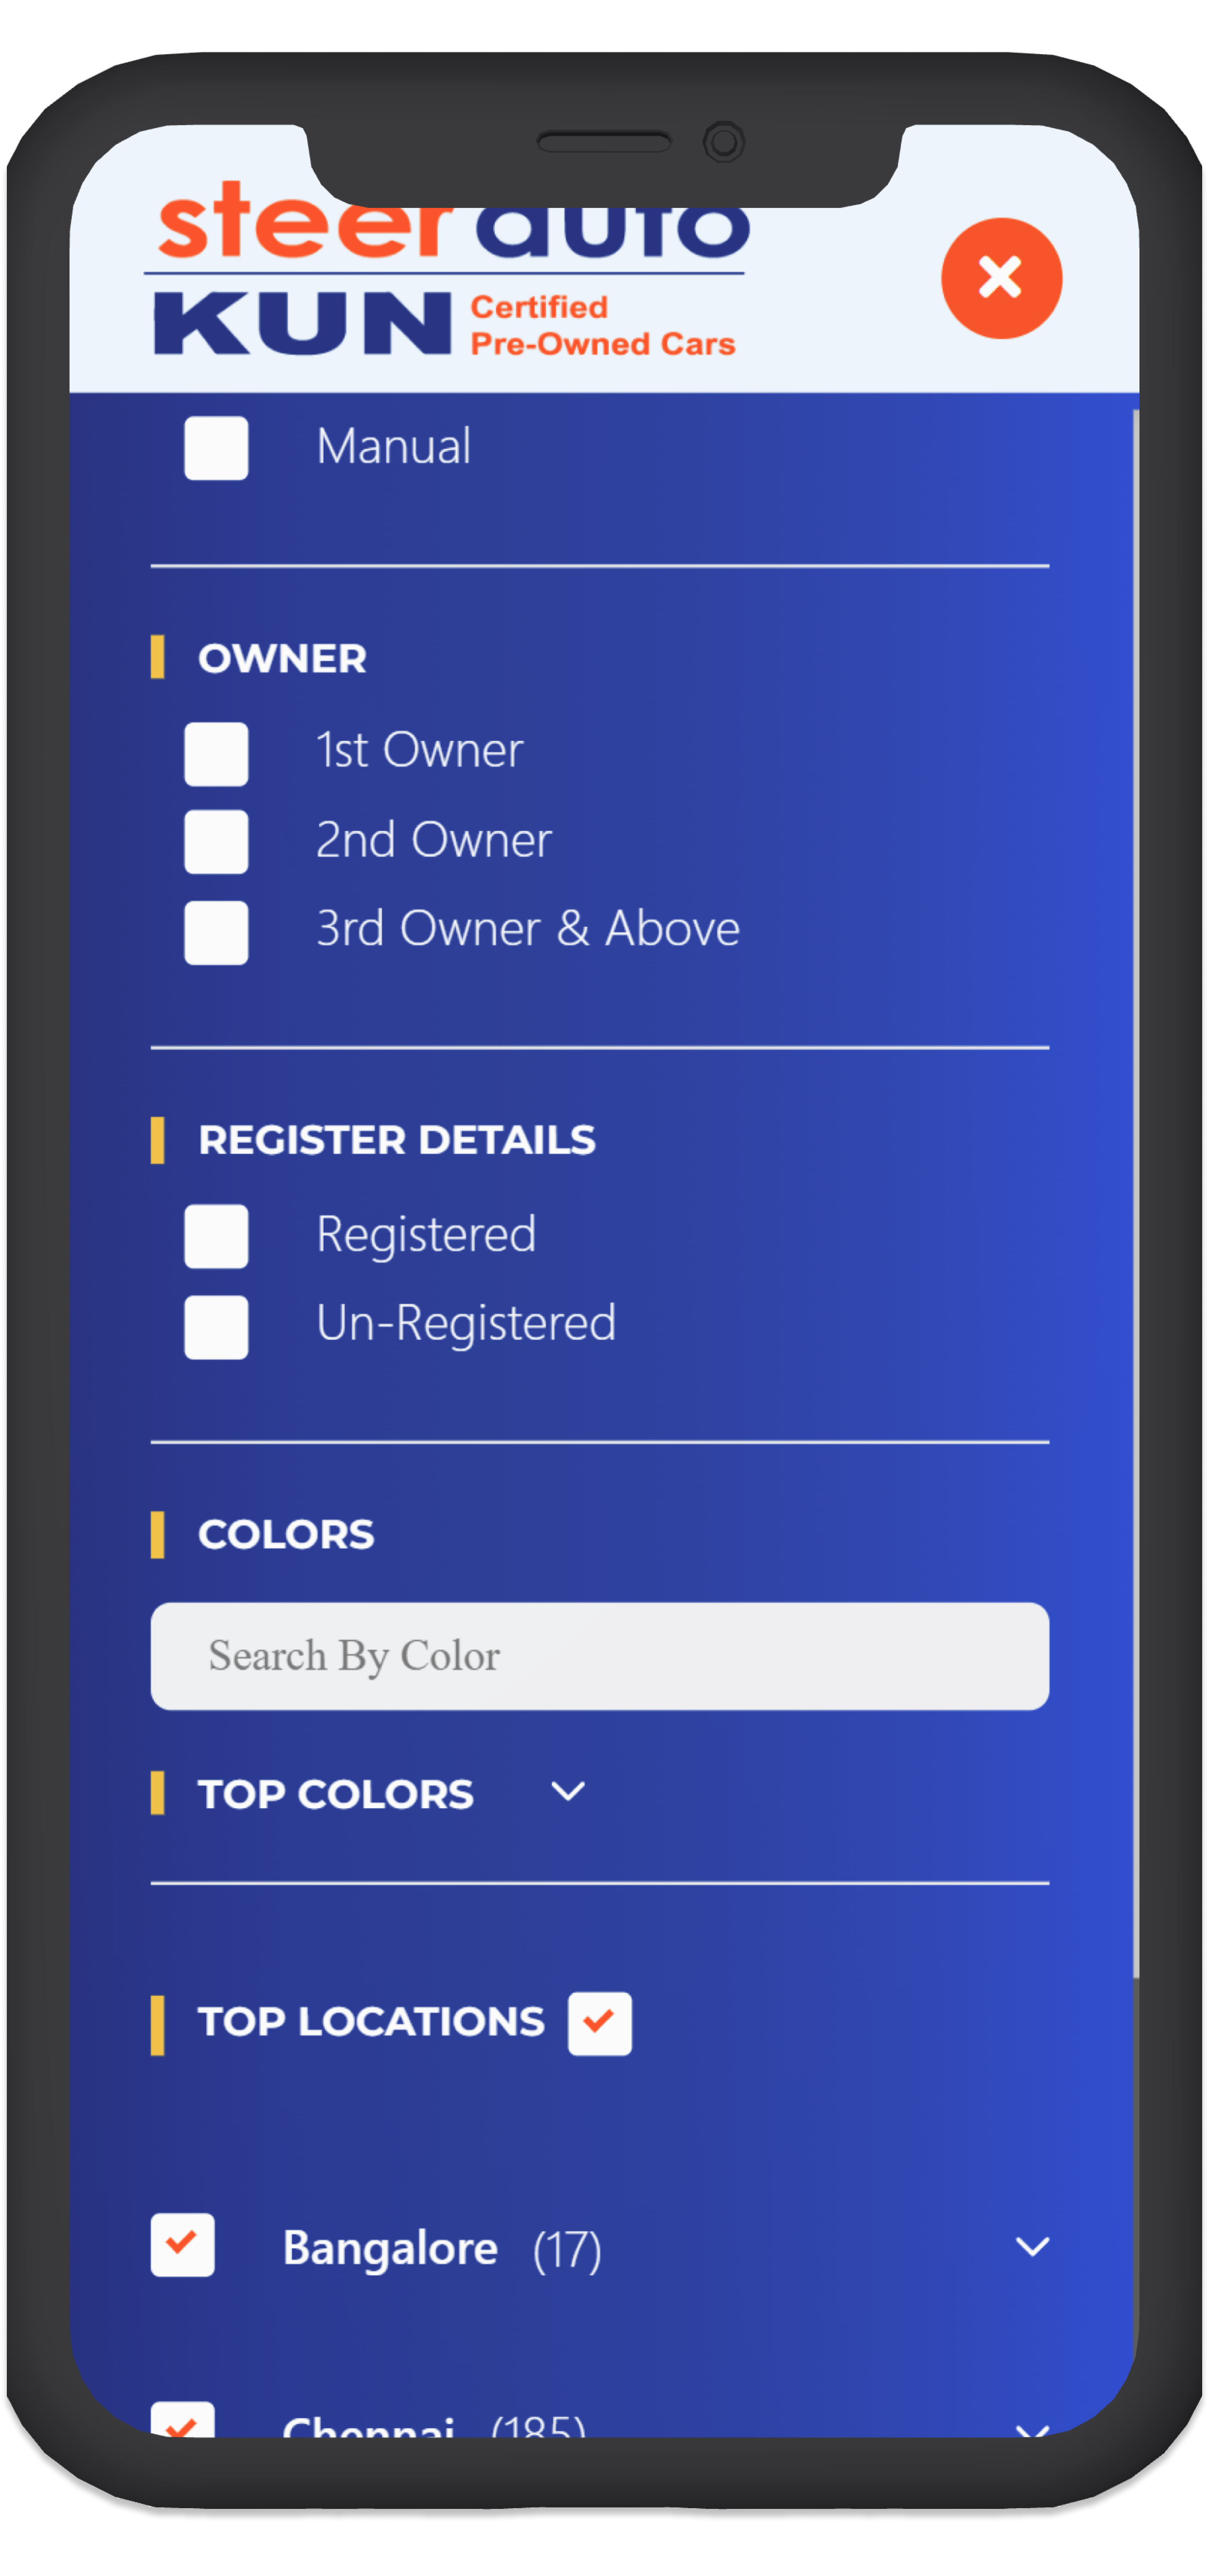 steer auto
KUN Certified
Pre-Owned Cars
Manual
OWNER
1st Owner
2nd Owner
3rd Owner & Above
REGISTER DETAILS
Registered
Un-Registered
COLORS
Search By Color
TOP COLORS
TOP LOCATIONS
Bangalore (17)
Chennai (185)